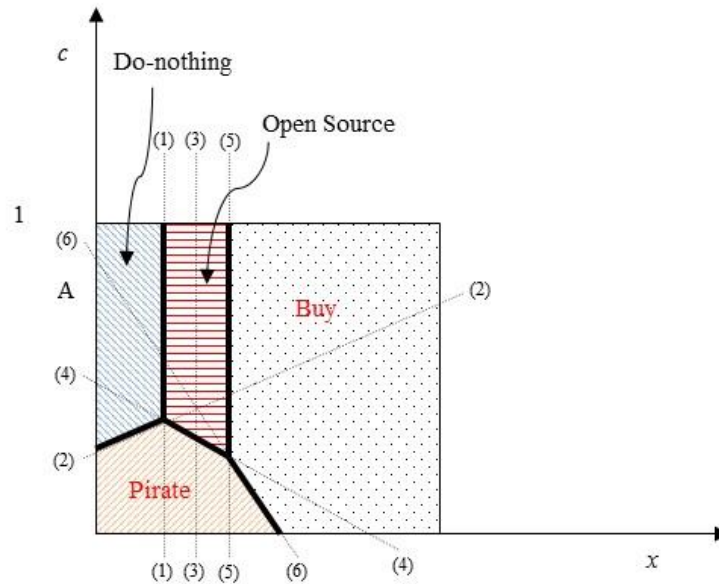 c
Do-nothing
Open Source
(1) (3) (5)
1
(6)
A
(2)
Buy
(4)
(2)
Pirate
(4)
(1) (3) (5) (6)
x